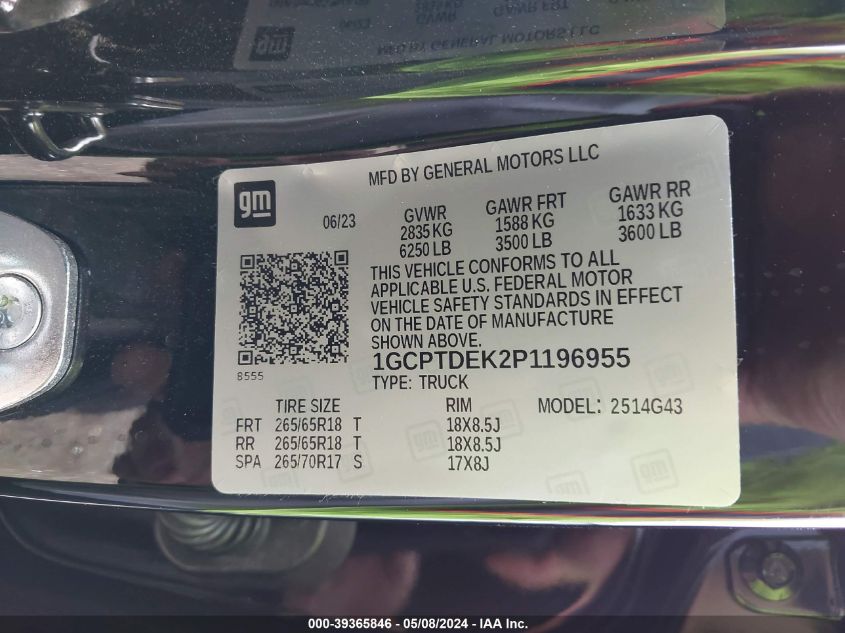 MFD BY GENERAL MOTORS LLC
gm
06/23
GVWR
2835 KG
6250 LB
GAWR FRT
1588 KG
3500 LB
GAWR RR
1633 KG
3600 LB
THIS VEHICLE CONFORMS TO ALL
APPLICABLE U.S. FEDERAL MOTOR
VEHICLE SAFETY STANDARDS IN EFFECT
ON THE DATE OF MANUFACTURE
SHOWN ABOVE.
8555
1GCPTDEK2P1196955
TYPE: TRUCK
TIRE SIZE RIM MODEL: 2514G43
FRT 265/65R18 T 18X8.5J
RR 265/65R18 T 18X8.5J
SPA 265/70R17 S 17X8J
000-39365846 - 05/08/2024 - IAAI.com